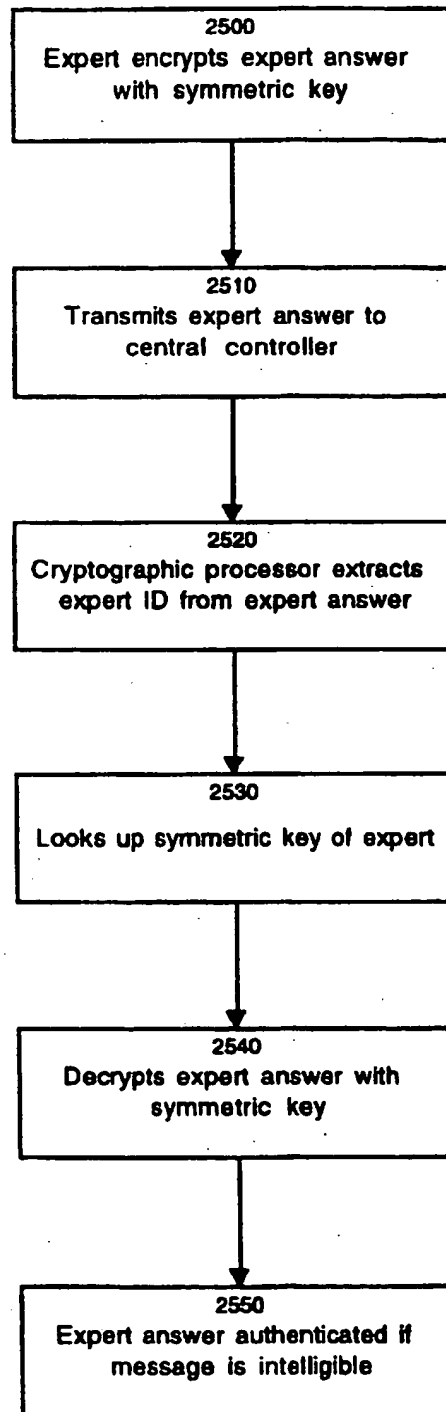 2500
Expert encrypts expert answer
with symmetric key
2510
Transmits expert answer to
central controller
2520
Cryptographic processor extracts
expert ID from expert answer
2530
Looks up symmetric key of expert
2540
Decrypts expert answer with
symmetric key
2550
Expert answer authenticated if
message is intelligible